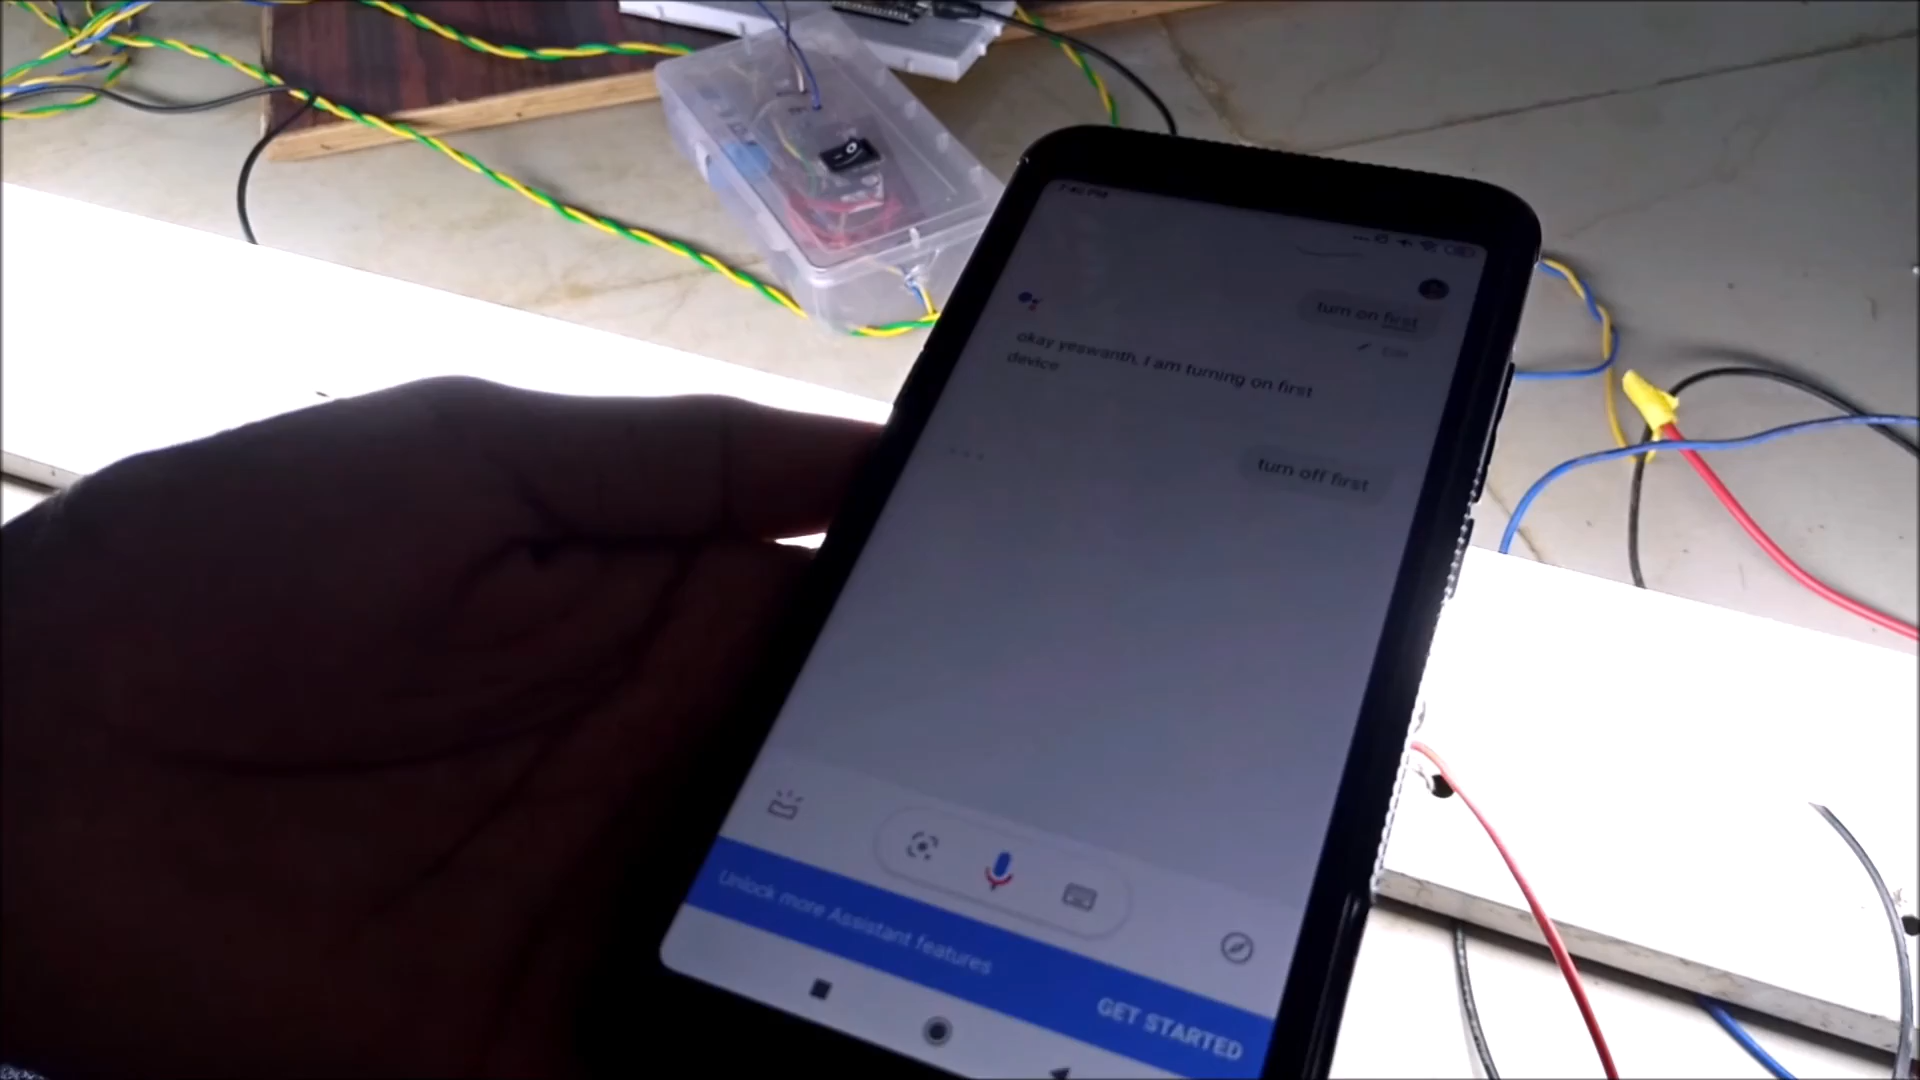 turn on first
Edit
okay yeswanth, I am turning on first
device
turn off first
Unlock more Assistant features
GET STARTED